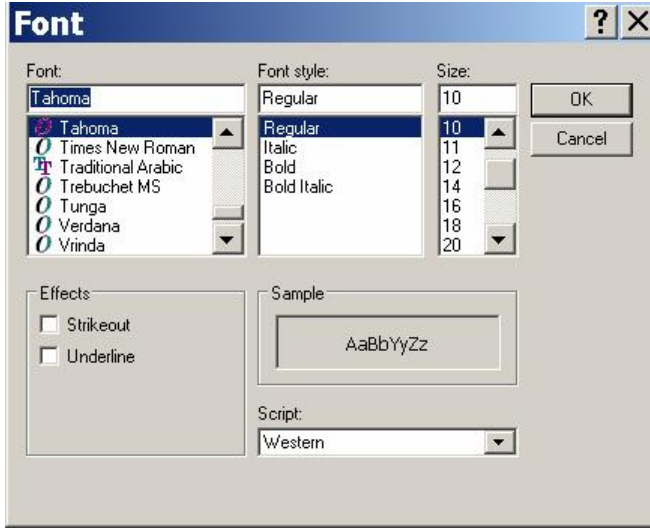 Font
Font:
Tahoma
Tahoma
Times New Roman
Traditional Arabic
Trebuchet MS
Tunga
Verdana
Vrinda
Font style:
Regular
Regular
Italic
Bold
Bold Italic
Size:
10
10
11
12
14
16
18
20
OK
Cancel
Effects
Strikeout
Underline
Sample
AaBbYyZz
Script:
Western